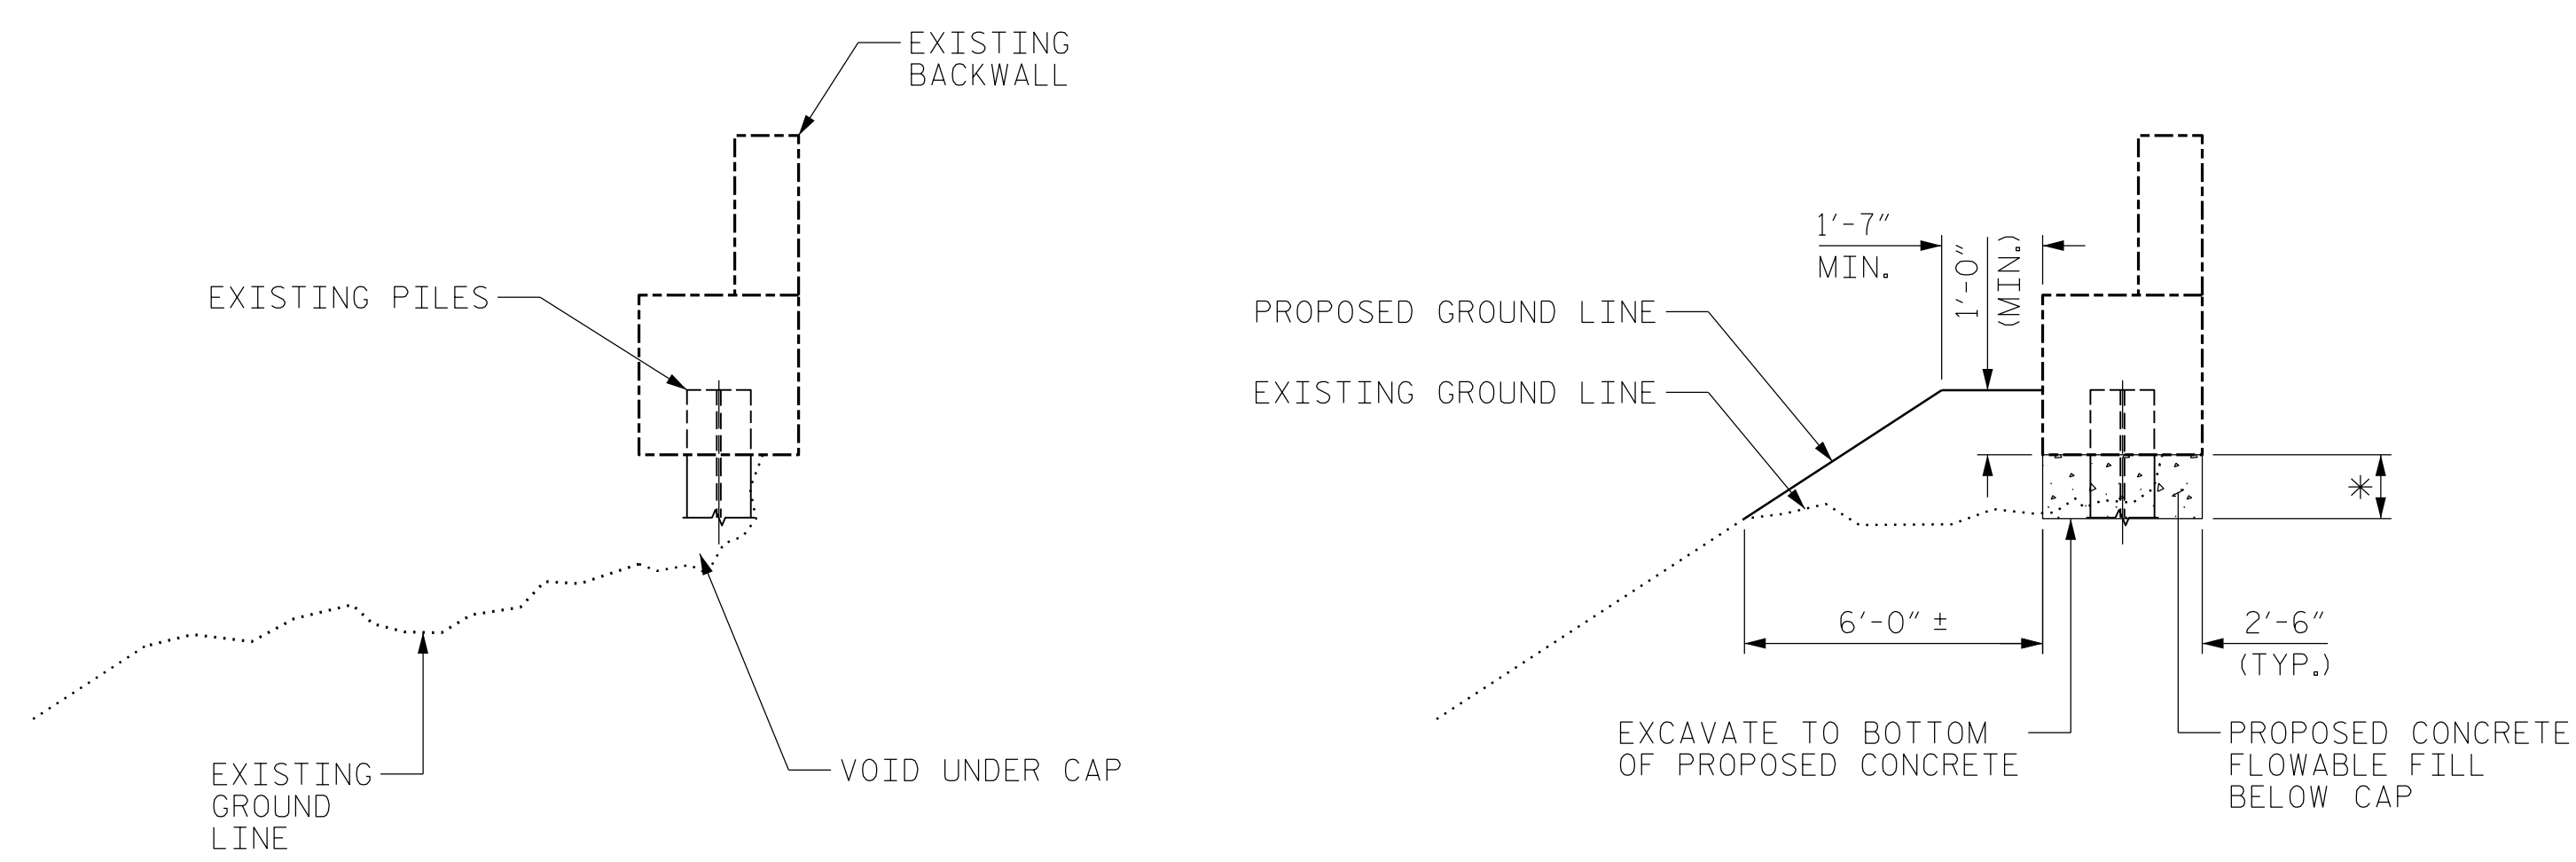 EXISTING
BACKWALL
EXISTING PILES
EXISTING
GROUND
LINE
VOID UNDER CAP
1'-7"
MIN.
1'-0"
(MIN.)
PROPOSED GROUND LINE
EXISTING GROUND LINE
*
6'-0" ±
2'-6"
(TYP.)
EXCAVATE TO BOTTOM
OF PROPOSED CONCRETE
PROPOSED CONCRETE
FLOWABLE FILL
BELOW CAP